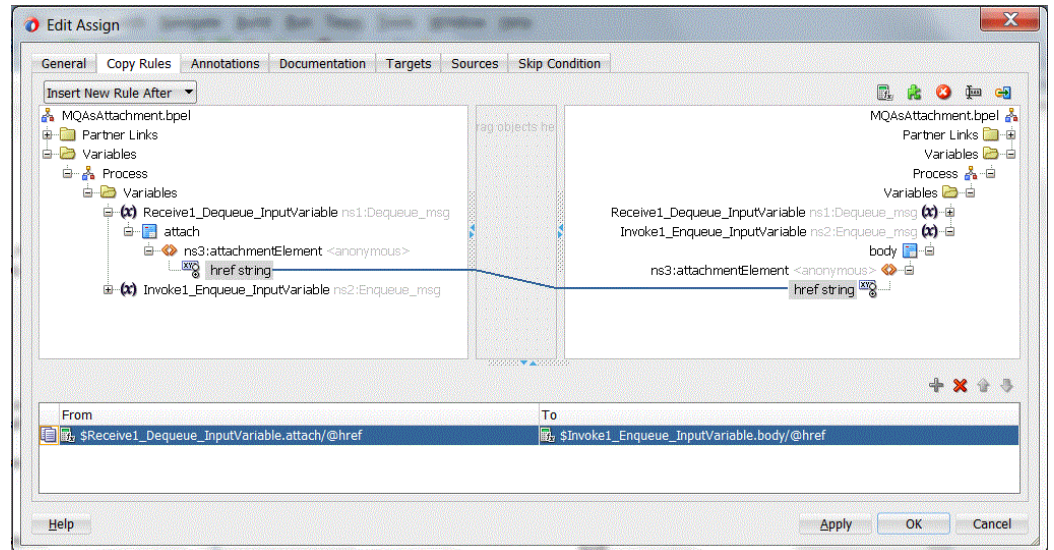 Edit Assign
General Copy Rules Annotations Documentation Targets Sources Skip Condition
Insert New Rule After
MQAsAttachment.bpel
Partner Links
Variables
Process
Variables
Receive1_Dequeue_InputVariable ns1:Dequeue_msg
attach
ns3:attachmentElement <anonymous>
href string
Invoke1_Enqueue_InputVariable ns2:Enqueue_msg
rag objects he
MQAsAttachment.bpel
Partner Links
Variables
Process
Variables
Receive1_Dequeue_InputVariable ns1:Dequeue_msg
Invoke1_Enqueue_InputVariable ns2:Enqueue_msg
body
ns3:attachmentElement <anonymous>
href string
From To
$Receive1_Dequeue_InputVariable.attach/@href $Invoke1_Enqueue_InputVariable.body/@href
Help Apply OK Cancel